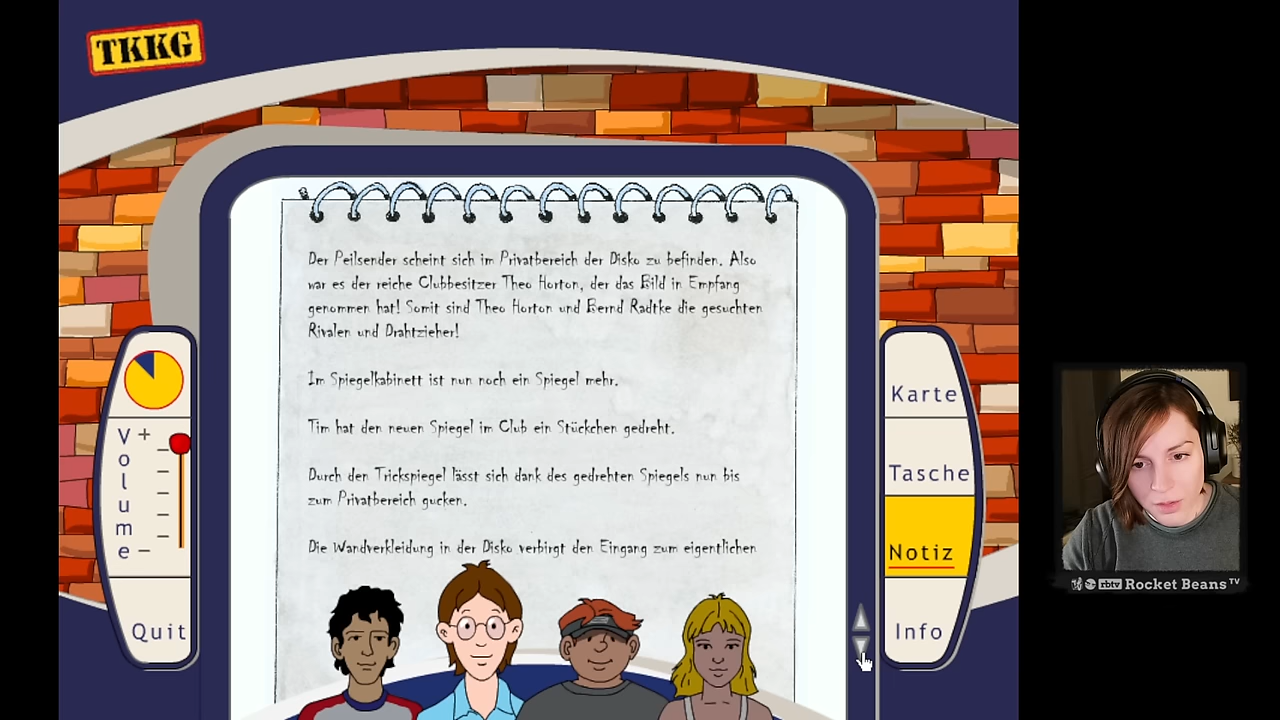 TKKG
Der Peilsender scheint sich im Privatbereich der Disko zu befinden. Also
war es der reiche Clubbesitzer Theo Horton, der das Bild in Empfang
genommen hat! Somit sind Theo Horton und Bernd Radtke die gesuchten
Rivalen und Drahtzieher!
Im Spiegelkabinett ist nun noch ein Spiegel mehr.
Tim hat den neuen Spiegel im Club ein Stückchen gedreht.
Durch den Trickspiegel lässt sich dank des gedrehten Spiegels nun bis
zum Privatbereich gucken.
Die Wandverkleidung in der Disko verbirgt den Eingang zum eigentlichen
Volume
+
−
Quit
Karte
Tasche
Notiz
Info
rbtv Rocket Beans TV